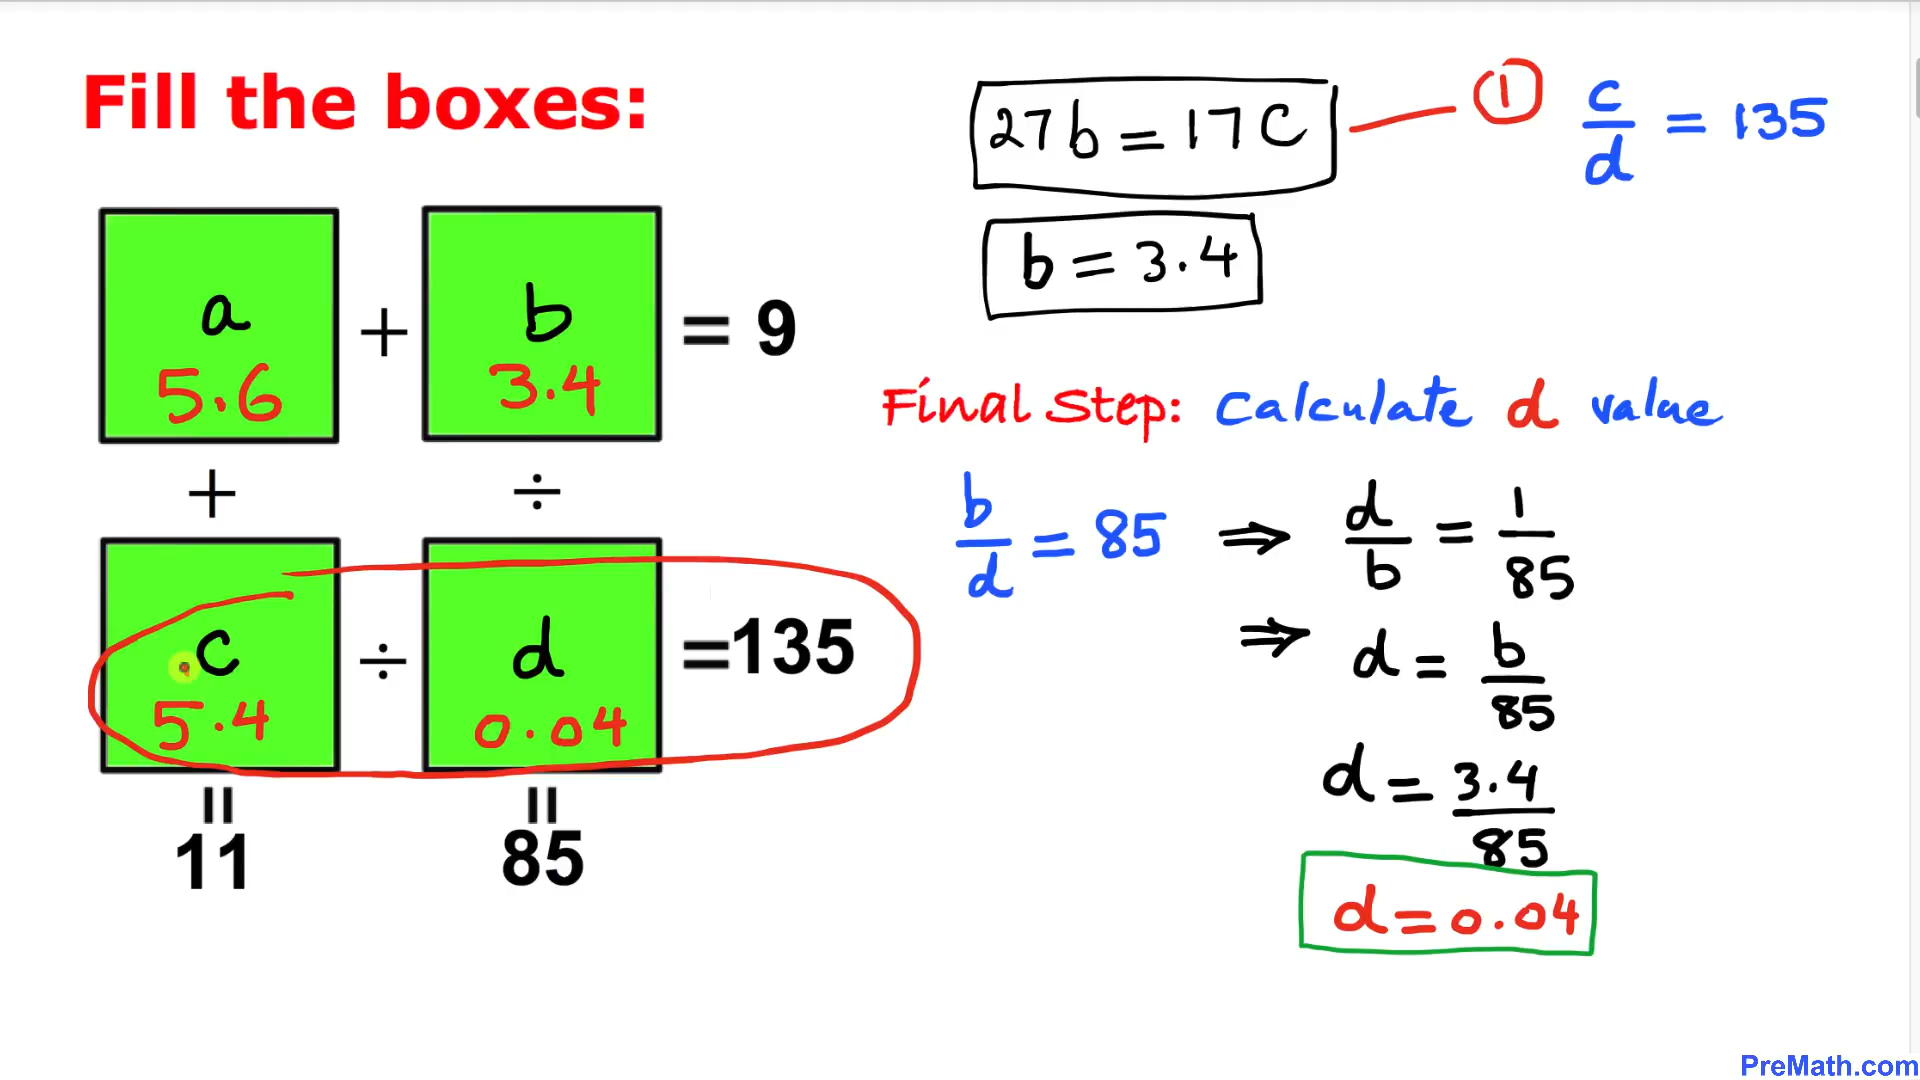 Fill the boxes:
27b = 17C
1
c/d = 135
b = 3.4
a + b = 9
5.6 3.4
Final Step: Calculate d value
+ ÷
b/d = 85 ⇒ d/b = 1/85
⇒ d = b/85
c ÷ d =135
5.4 0.04
d = 3.4/85
= =
11 85
d = 0.04
PreMath.com